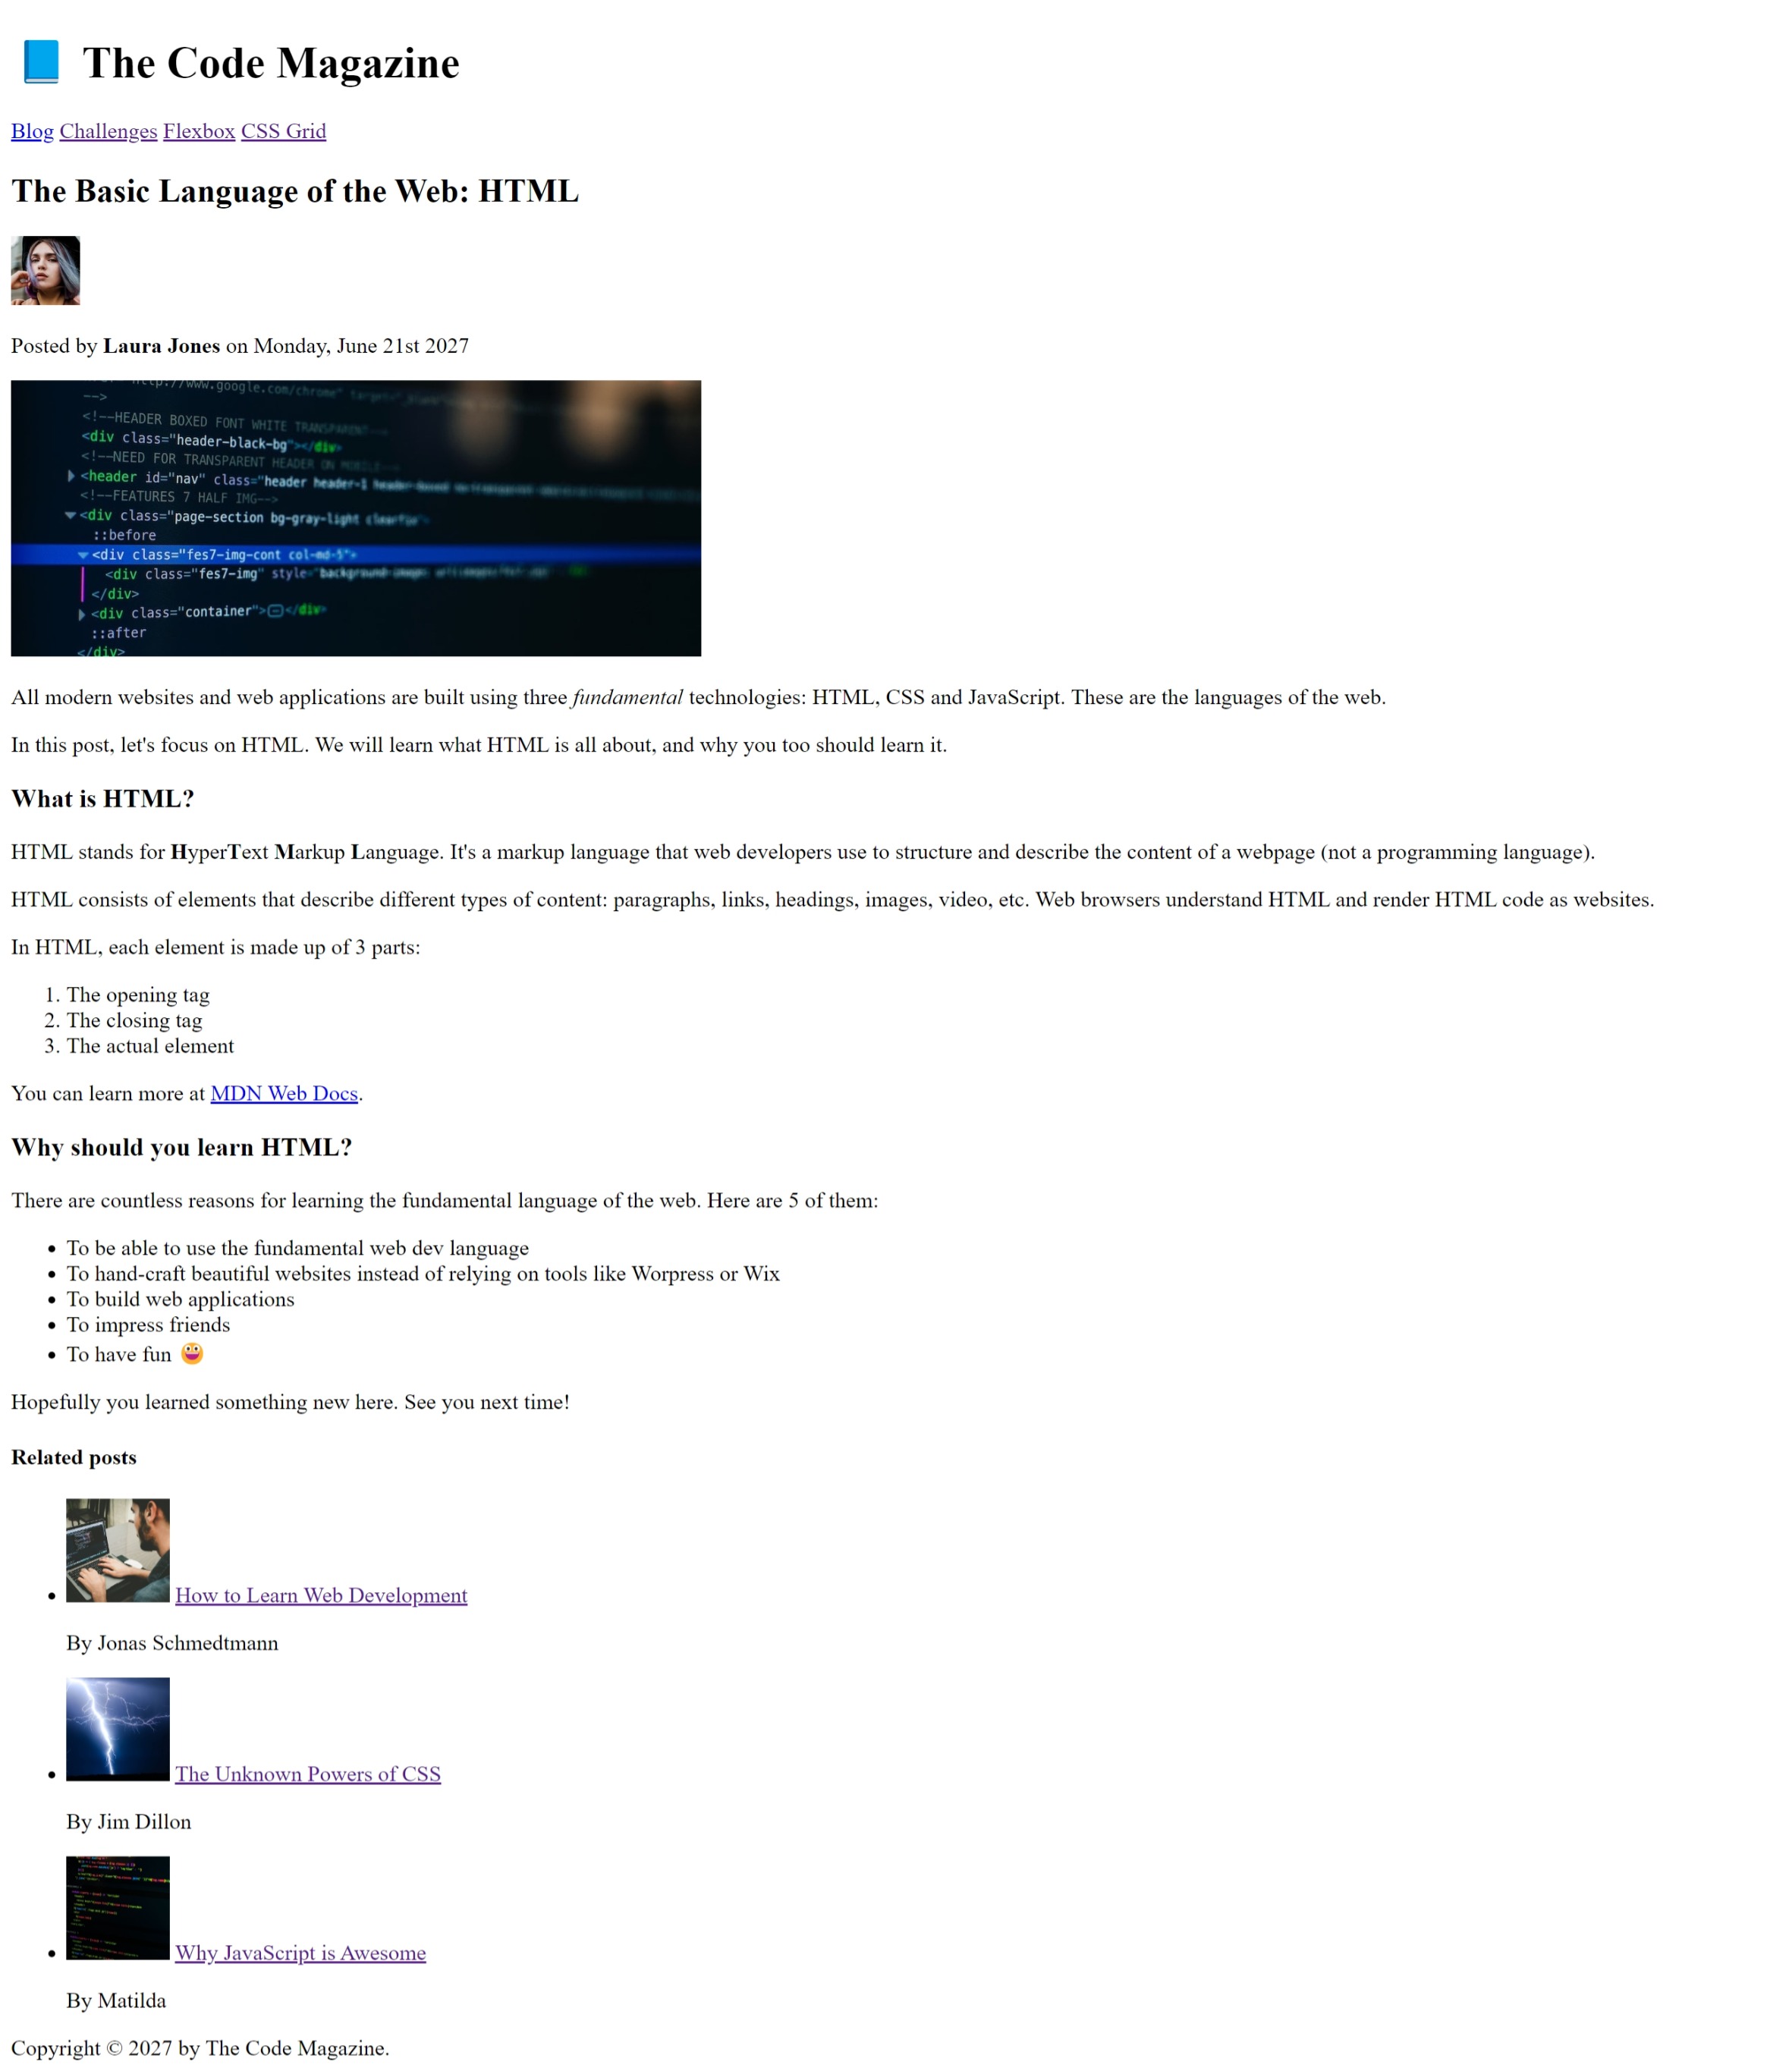 📘 The Code Magazine
Blog Challenges Flexbox CSS Grid
The Basic Language of the Web: HTML
Posted by Laura Jones on Monday, June 21st 2027
http://www.google.com/chrome"
-->
<!--HEADER BOXED FONT WHITE TRANSPARENT-->
<div class="header-black-bg"></div>
<!--NEED FOR TRANSPARENT HEADER ON MOBILE-->
<header id="nav" class="header header-1 header-boxed
<!--FEATURES 7 HALF IMG-->
<div class="page-section bg-gray-light clearfix">
::before
<div class="fes7-img-cont col-md-5">
<div class="fes7-img" style="background-image:
</div>
<div class="container"></div>
::after
</div>
All modern websites and web applications are built using three fundamental technologies: HTML, CSS and JavaScript. These are the languages of the web.
In this post, let's focus on HTML. We will learn what HTML is all about, and why you too should learn it.
What is HTML?
HTML stands for HyperText Markup Language. It's a markup language that web developers use to structure and describe the content of a webpage (not a programming language).
HTML consists of elements that describe different types of content: paragraphs, links, headings, images, video, etc. Web browsers understand HTML and render HTML code as websites.
In HTML, each element is made up of 3 parts:
1. The opening tag
2. The closing tag
3. The actual element
You can learn more at MDN Web Docs.
Why should you learn HTML?
There are countless reasons for learning the fundamental language of the web. Here are 5 of them:
• To be able to use the fundamental web dev language
• To hand-craft beautiful websites instead of relying on tools like Worpress or Wix
• To build web applications
• To impress friends
• To have fun 😀
Hopefully you learned something new here. See you next time!
Related posts
• How to Learn Web Development
By Jonas Schmedtmann
• The Unknown Powers of CSS
By Jim Dillon
• Why JavaScript is Awesome
By Matilda
Copyright © 2027 by The Code Magazine.